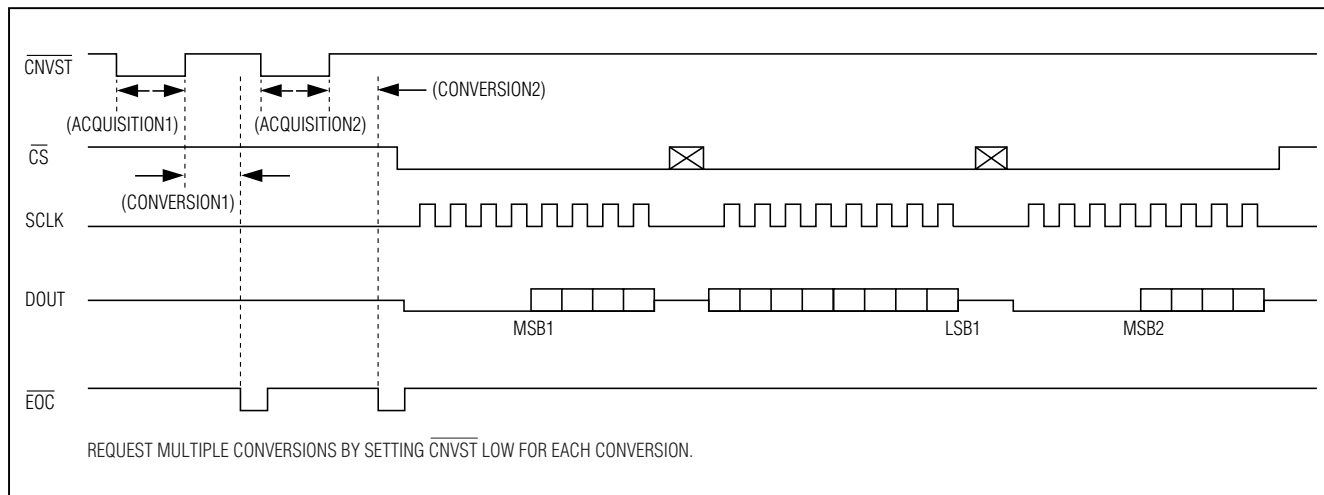 CNVST
(CONVERSION2)
(ACQUISITION1)
(ACQUISITION2)
CS
(CONVERSION1)
SCLK
DOUT
MSB1
LSB1
MSB2
EOC
REQUEST MULTIPLE CONVERSIONS BY SETTING CNVST LOW FOR EACH CONVERSION.